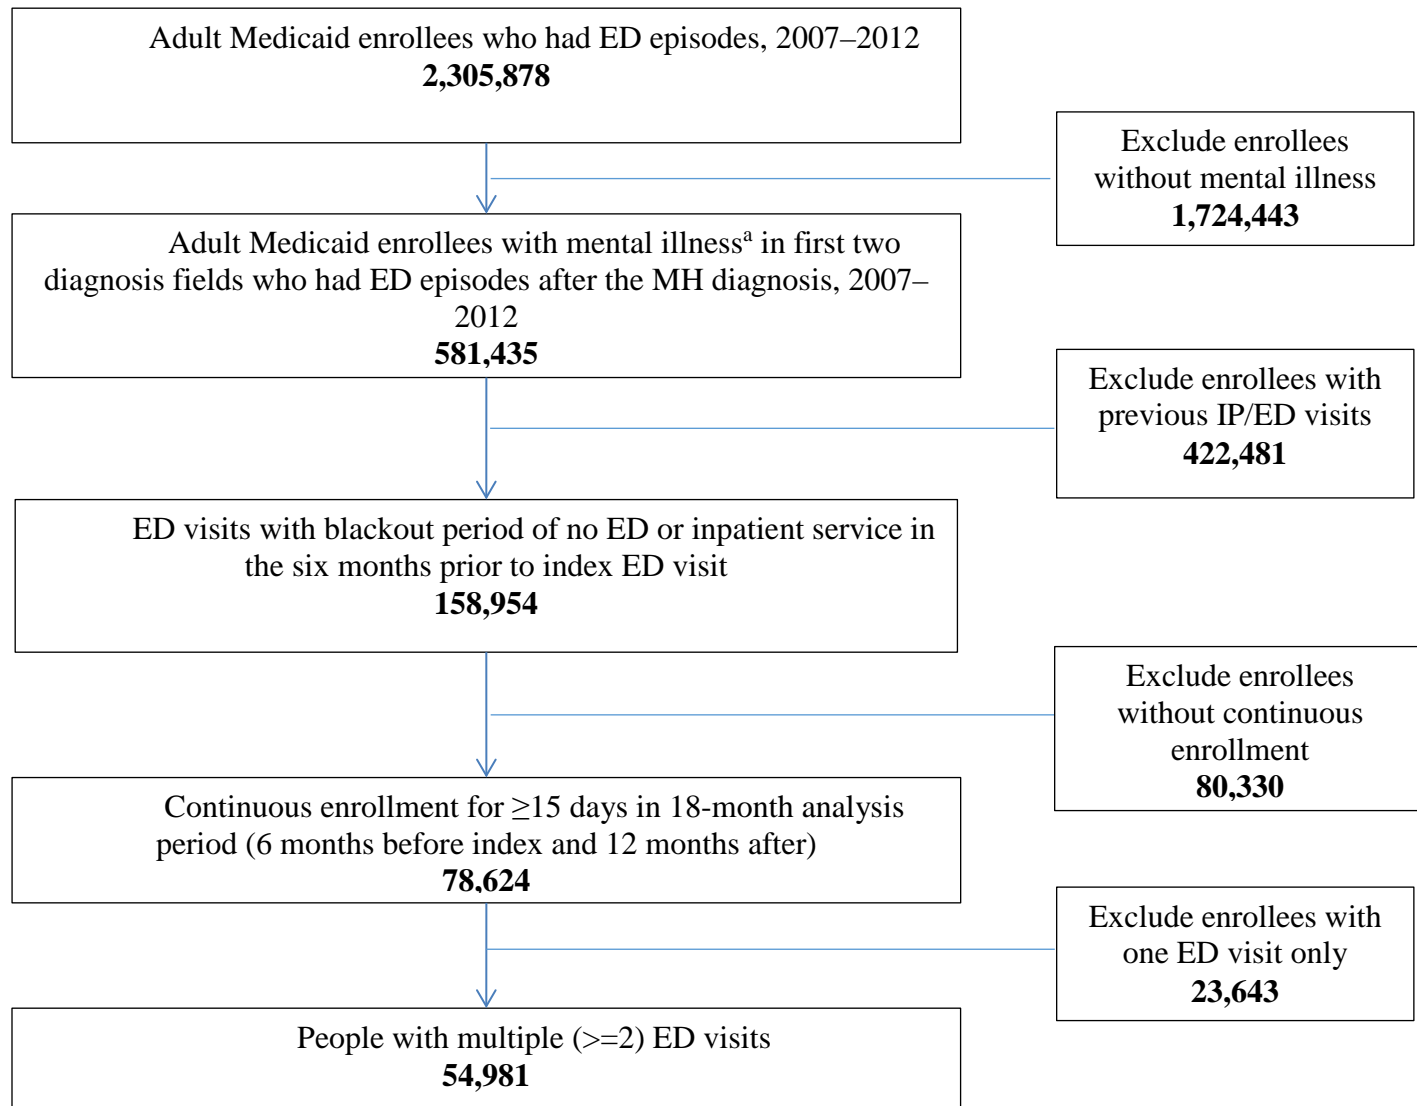 Adult Medicaid enrollees who had ED episodes, 2007–2012
2,305,878
Exclude enrollees
without mental illness
1,724,443
Adult Medicaid enrollees with mental illnessᵃ in first two
diagnosis fields who had ED episodes after the MH diagnosis, 2007–
2012
581,435
Exclude enrollees with
previous IP/ED visits
422,481
ED visits with blackout period of no ED or inpatient service in
the six months prior to index ED visit
158,954
Exclude enrollees
without continuous
enrollment
80,330
Continuous enrollment for ≥15 days in 18-month analysis
period (6 months before index and 12 months after)
78,624
Exclude enrollees with
one ED visit only
23,643
People with multiple (>=2) ED visits
54,981